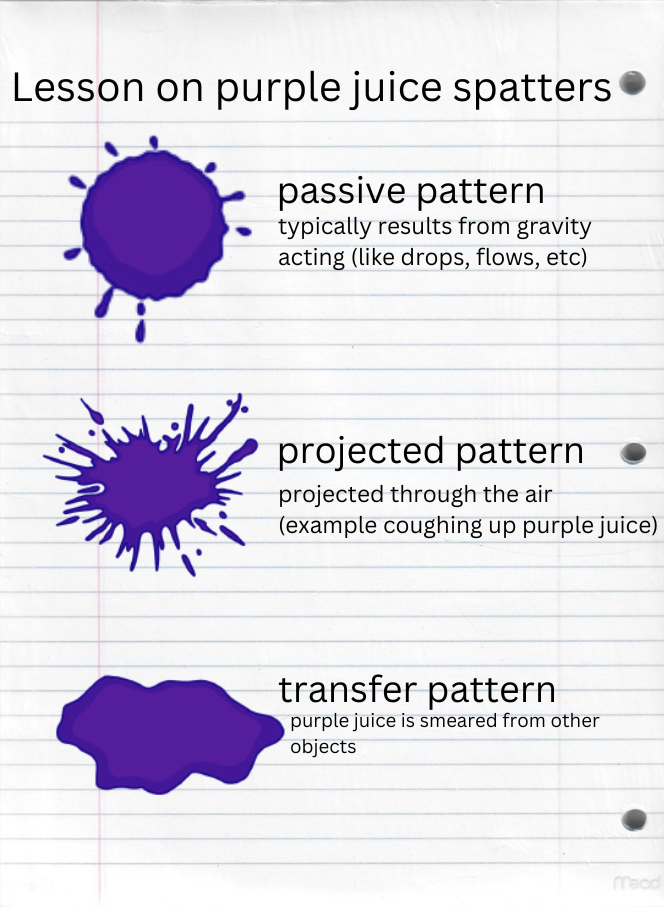 Lesson on purple juice spatters
passive pattern
typically results from gravity
acting (like drops, flows, etc)
projected pattern
projected through the air
(example coughing up purple juice)
transfer pattern
purple juice is smeared from other
objects
Mead